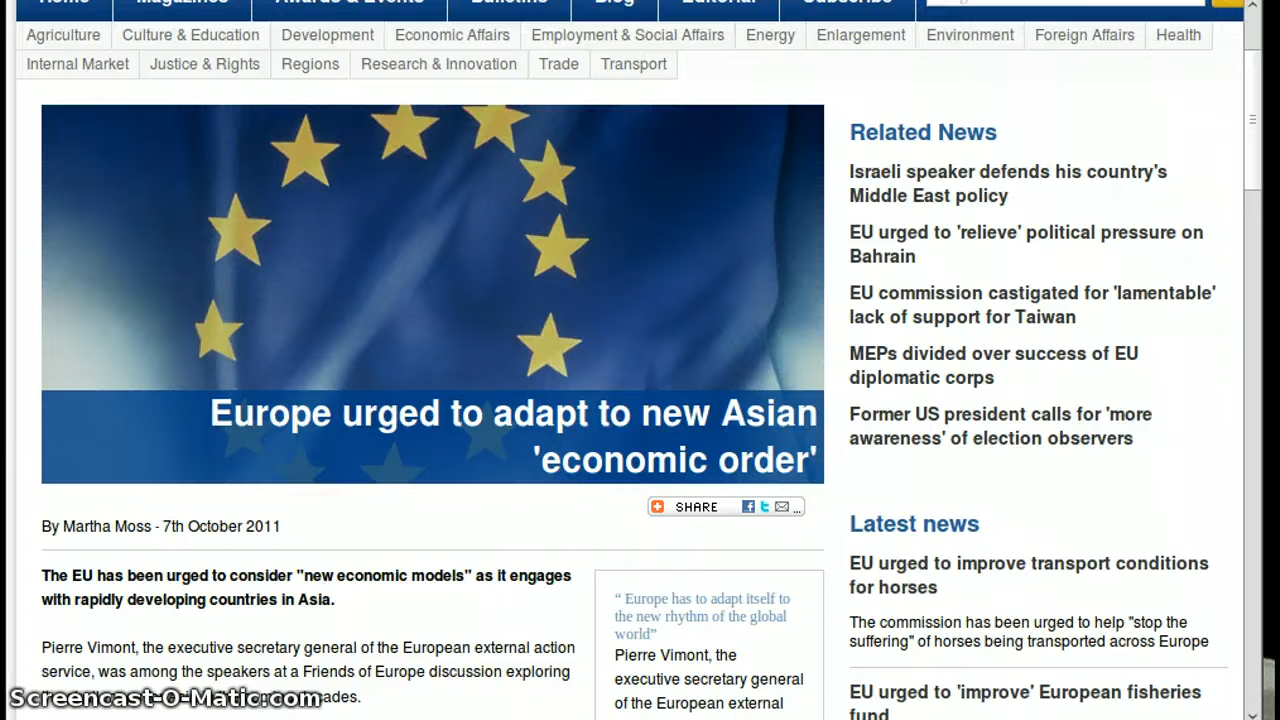 Home Magazines Awards & Events Bulletins Blog Editorial Subscribe
Agriculture Culture & Education Development Economic Affairs Employment & Social Affairs Energy Enlargement Environment Foreign Affairs Health
Internal Market Justice & Rights Regions Research & Innovation Trade Transport
Europe urged to adapt to new Asian
'economic order'
SHARE ...
By Martha Moss - 7th October 2011
The EU has been urged to consider "new economic models" as it engages
with rapidly developing countries in Asia.
Pierre Vimont, the executive secretary general of the European external action
service, was among the speakers at a Friends of Europe discussion exploring
Screencast-O-Matic.com
“ Europe has to adapt itself to
the new rhythm of the global
world”
Pierre Vimont, the
executive secretary general
of the European external
Related News
Israeli speaker defends his country's
Middle East policy
EU urged to 'relieve' political pressure on
Bahrain
EU commission castigated for 'lamentable'
lack of support for Taiwan
MEPs divided over success of EU
diplomatic corps
Former US president calls for 'more
awareness' of election observers
Latest news
EU urged to improve transport conditions
for horses
The commission has been urged to help "stop the
suffering" of horses being transported across Europe
EU urged to 'improve' European fisheries
fund